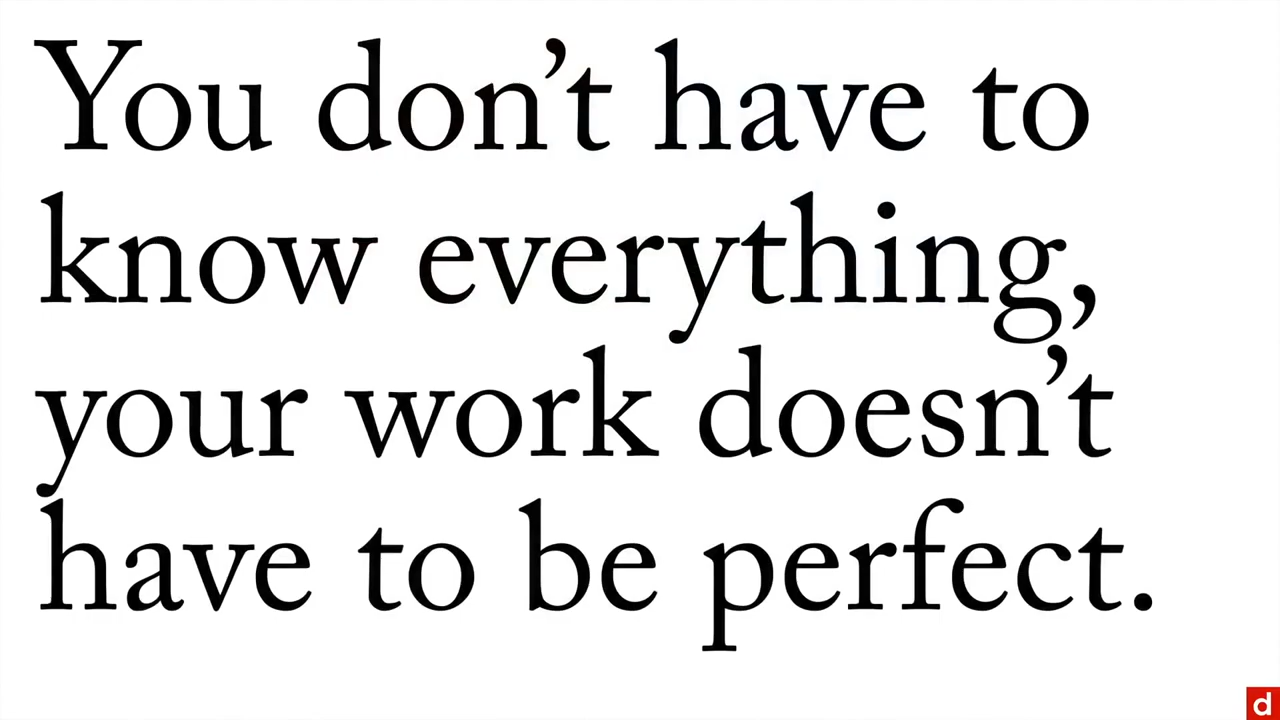 You don’t have to
know everything,
your work doesn’t
have to be perfect.
d